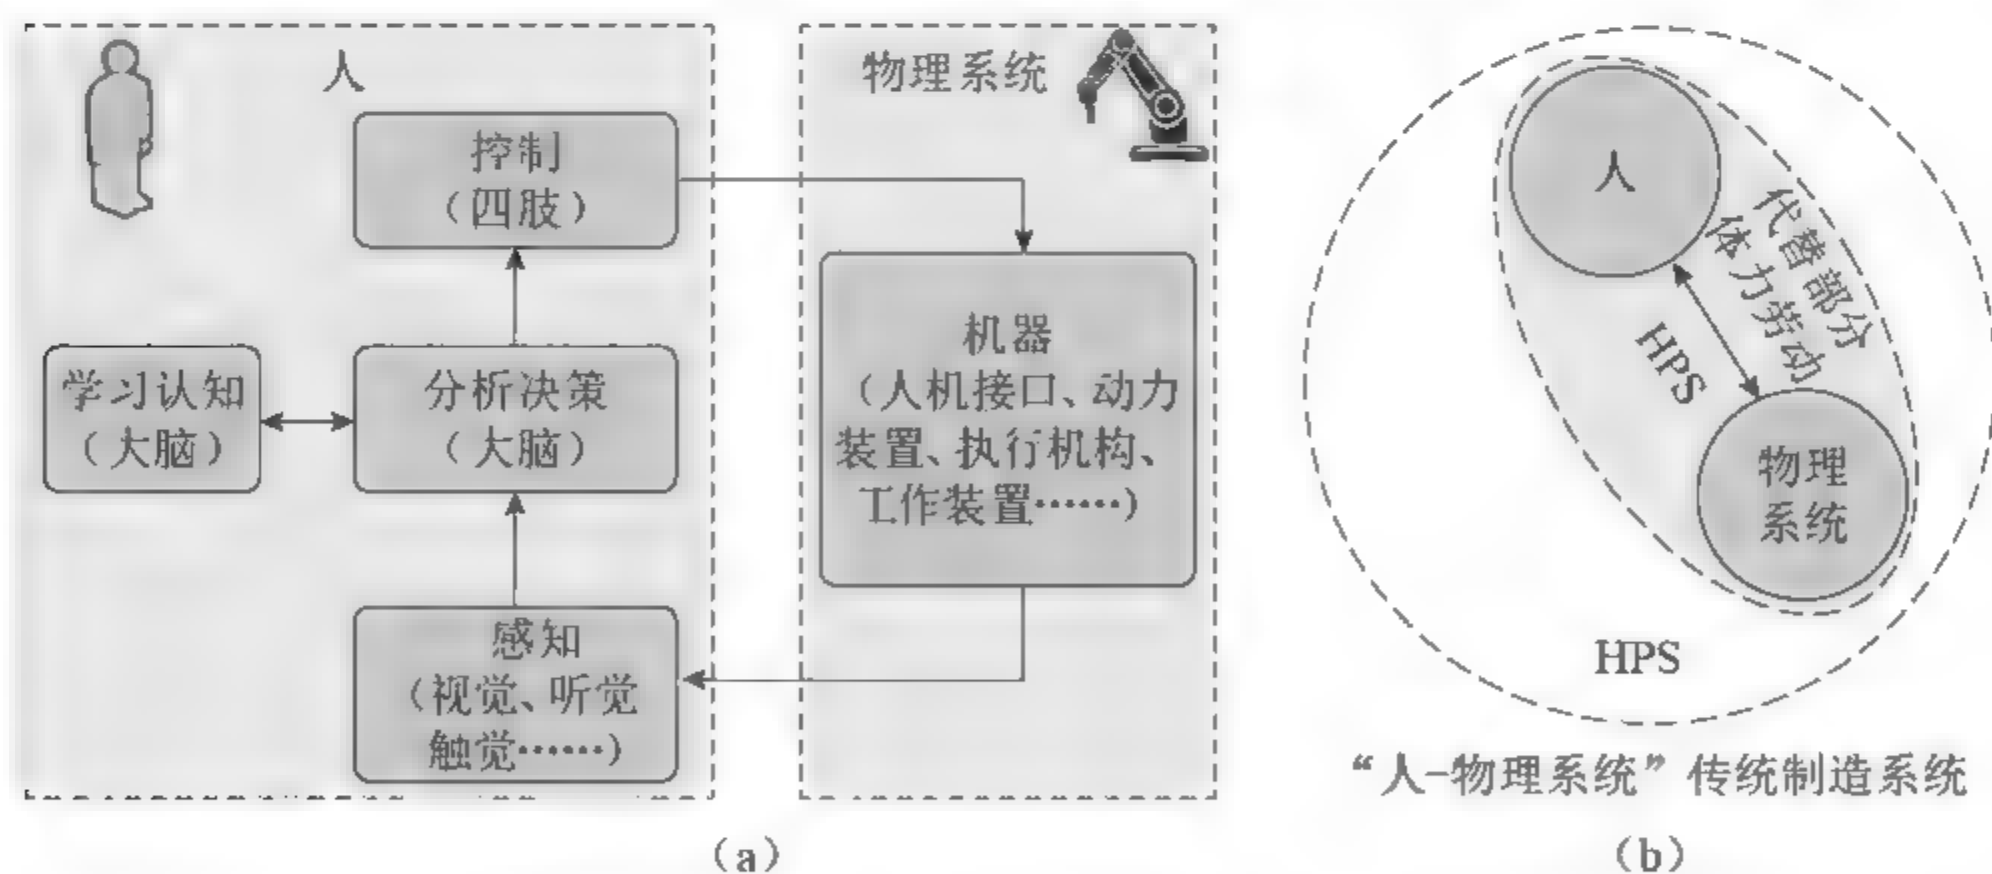 人
控制
（四肢）
学习认知
（大脑）
分析决策
（大脑）
感知
（视觉、听觉
触觉……）
物理系统
机器
（人机接口、动力
装置、执行机构、
工作装置……）
（a）
人
代替部分
体力劳动
HPS
物理
系统
HPS
“人-物理系统”传统制造系统
（b）